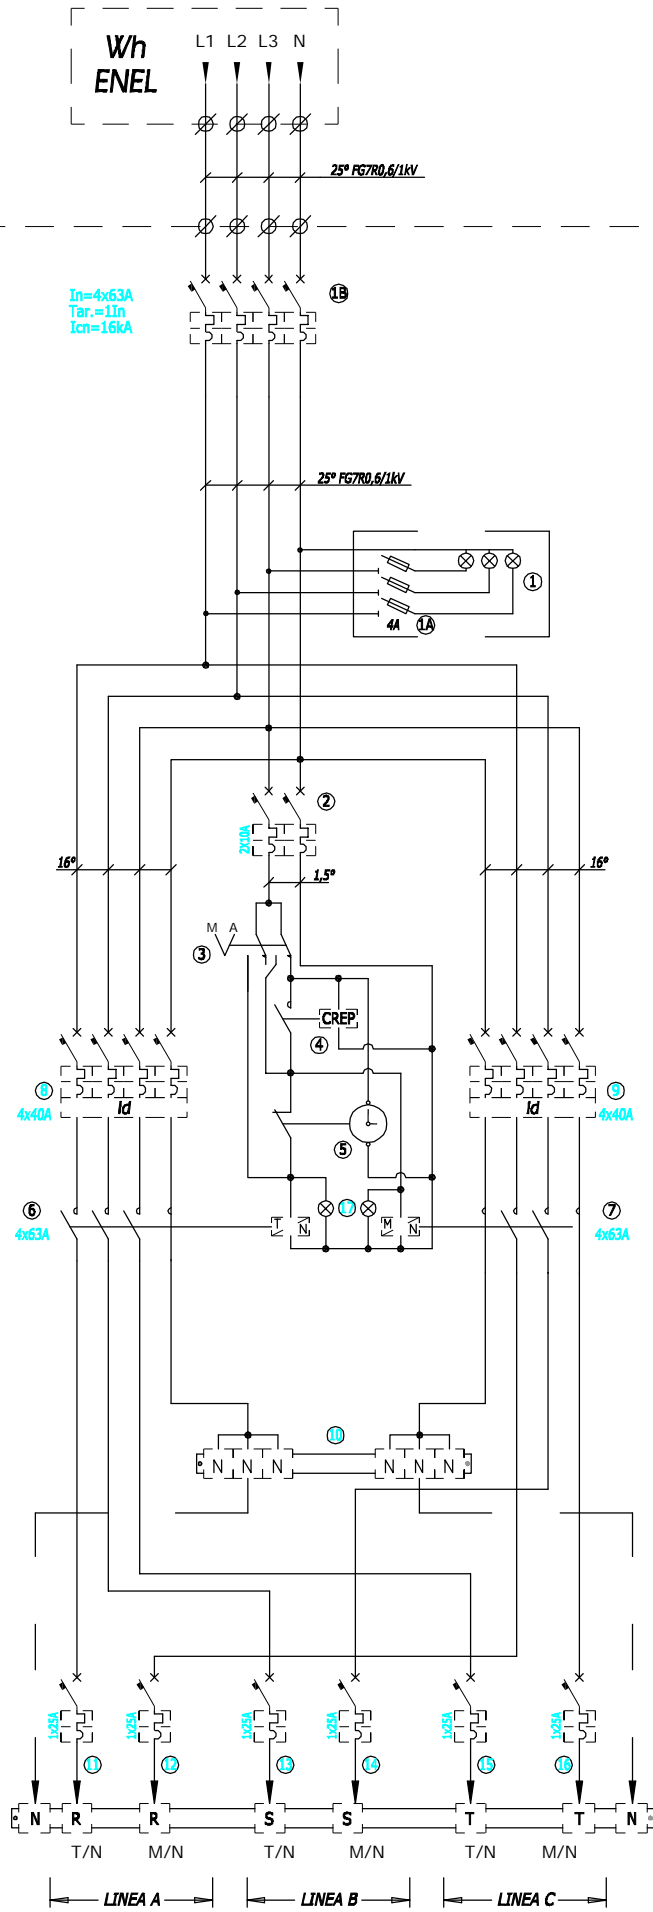 Wh
ENEL
L1 L2 L3 N
25° FG7R0,6/1kV
In=4x63A
Tar.=1In
Icn=16kA
1B
25° FG7R0,6/1kV
1
4A 1A
2
2X10A
16°
16°
1,5°
M A
3
CREP
4
8
4x40A
Id
Id
9
4x40A
5
6
4x63A
17
T N
M N
7
4x63A
10
N N N
N N N
1x25A 1x25A 1x25A 1x25A 1x25A 1x25A
11 12 13 14 15 16
N R R S S T T N
T/N M/N T/N M/N T/N M/N
LINEA A LINEA B LINEA C